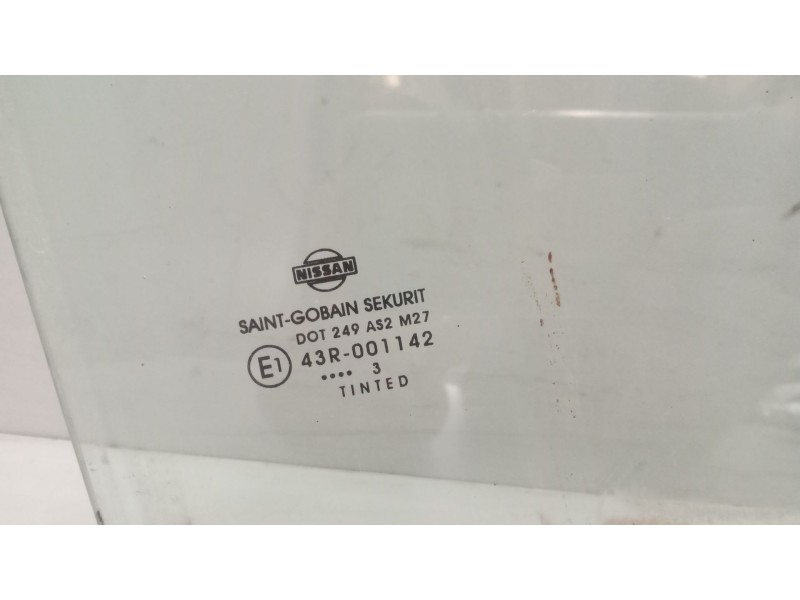 NISSAN
SAINT-GOBAIN SEKURIT
DOT 249 AS2 M27
E1 43R-001142
.... 3
TINTED